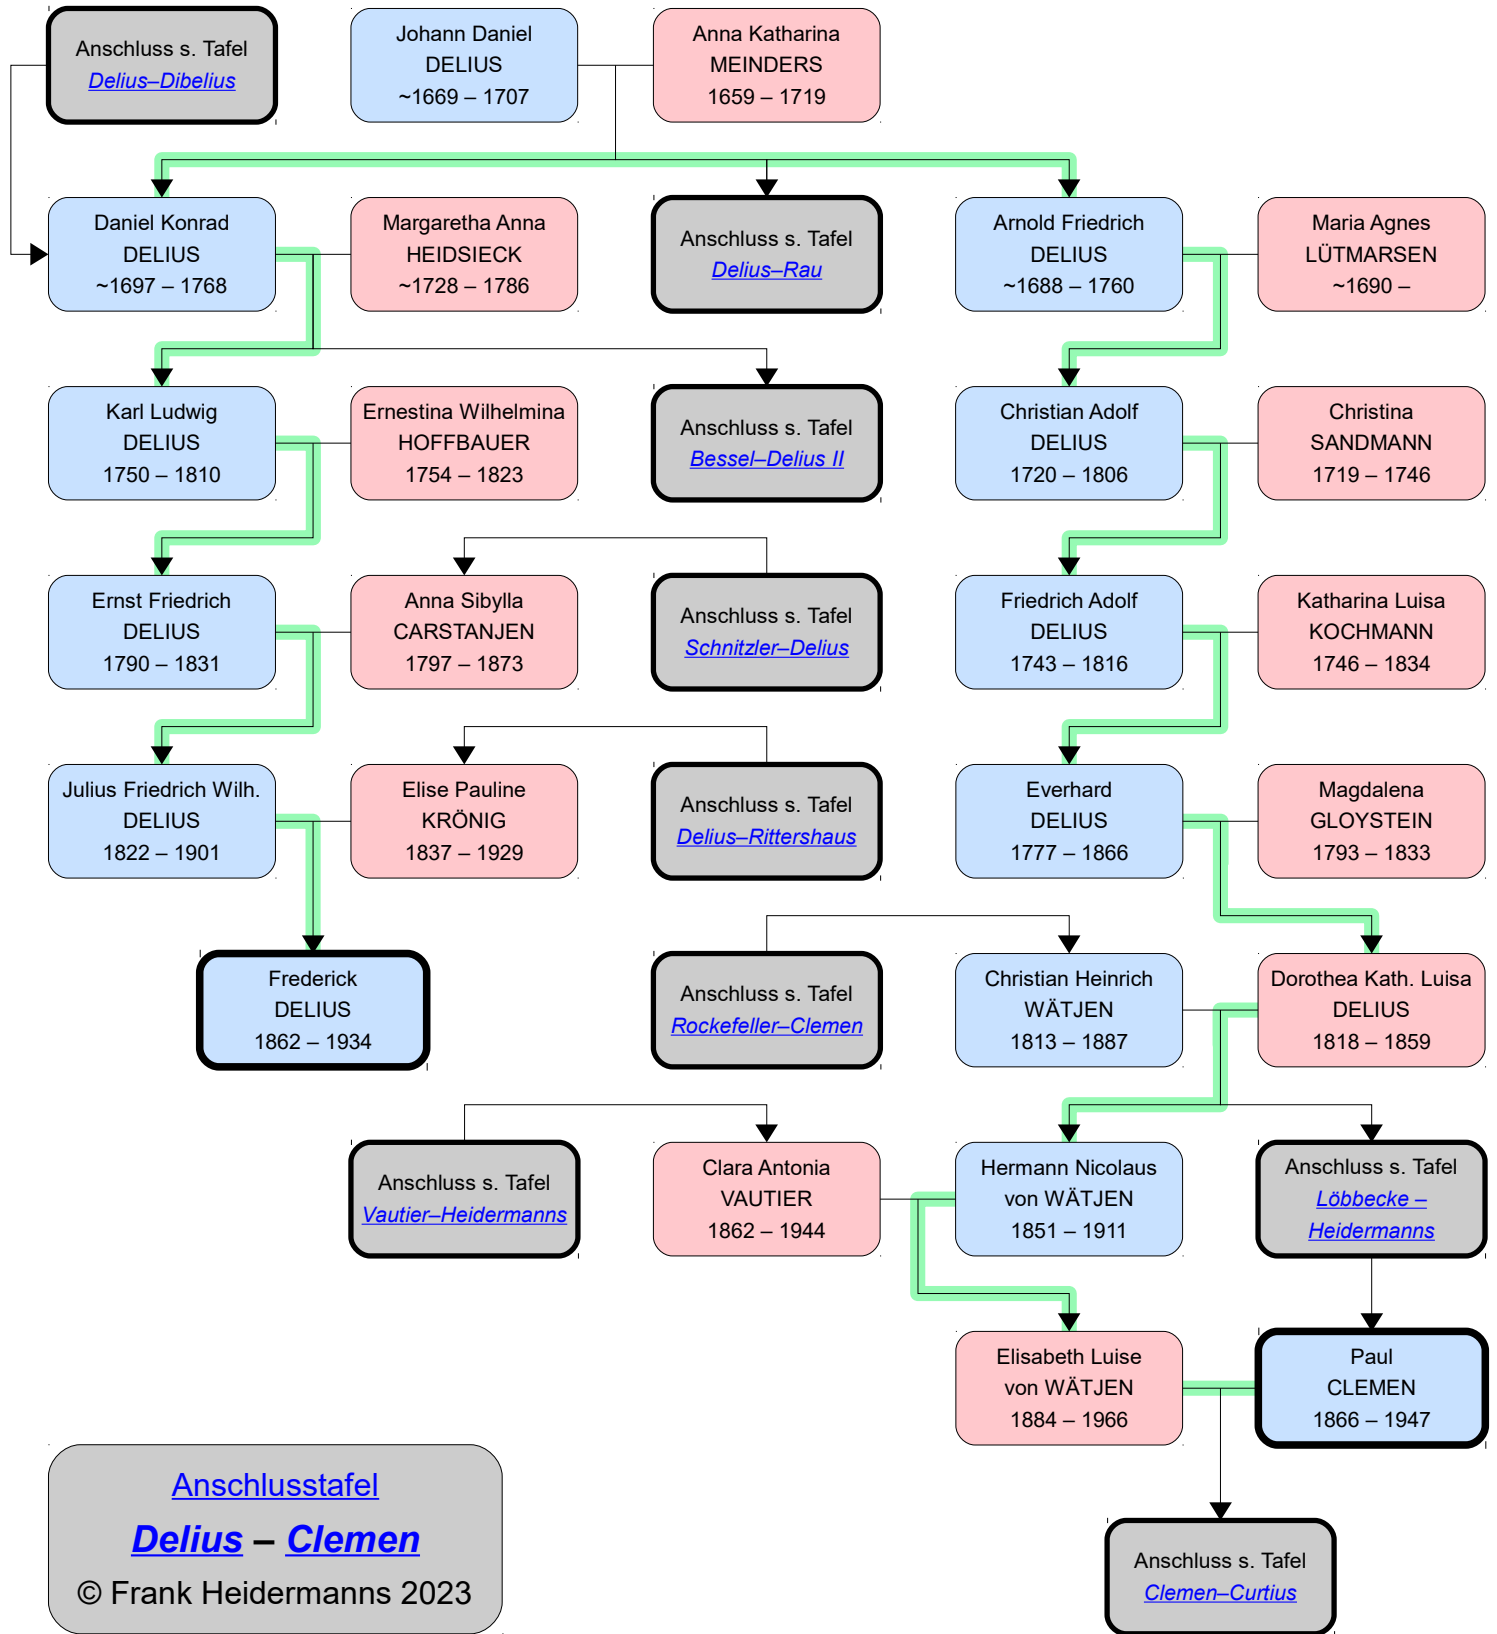 Anschluss s. Tafel
Delius–Dibelius
Johann Daniel
DELIUS
~1669 – 1707
Anna Katharina
MEINDERS
1659 – 1719
Daniel Konrad
DELIUS
~1697 – 1768
Margaretha Anna
HEIDSIECK
~1728 – 1786
Anschluss s. Tafel
Delius–Rau
Arnold Friedrich
DELIUS
~1688 – 1760
Maria Agnes
LÜTMARSEN
~1690 –
Karl Ludwig
DELIUS
1750 – 1810
Ernestina Wilhelmina
HOFFBAUER
1754 – 1823
Anschluss s. Tafel
Bessel–Delius II
Christian Adolf
DELIUS
1720 – 1806
Christina
SANDMANN
1719 – 1746
Ernst Friedrich
DELIUS
1790 – 1831
Anna Sibylla
CARSTANJEN
1797 – 1873
Anschluss s. Tafel
Schnitzler–Delius
Friedrich Adolf
DELIUS
1743 – 1816
Katharina Luisa
KOCHMANN
1746 – 1834
Julius Friedrich Wilh.
DELIUS
1822 – 1901
Elise Pauline
KRÖNIG
1837 – 1929
Anschluss s. Tafel
Delius–Rittershaus
Everhard
DELIUS
1777 – 1866
Magdalena
GLOYSTEIN
1793 – 1833
Frederick
DELIUS
1862 – 1934
Anschluss s. Tafel
Rockefeller–Clemen
Christian Heinrich
WÄTJEN
1813 – 1887
Dorothea Kath. Luisa
DELIUS
1818 – 1859
Anschluss s. Tafel
Vautier–Heidermanns
Clara Antonia
VAUTIER
1862 – 1944
Hermann Nicolaus
von WÄTJEN
1851 – 1911
Anschluss s. Tafel
Löbbecke –
Heidermanns
Elisabeth Luise
von WÄTJEN
1884 – 1966
Paul
CLEMEN
1866 – 1947
Anschlusstafel
Delius – Clemen
© Frank Heidermanns 2023
Anschluss s. Tafel
Clemen–Curtius